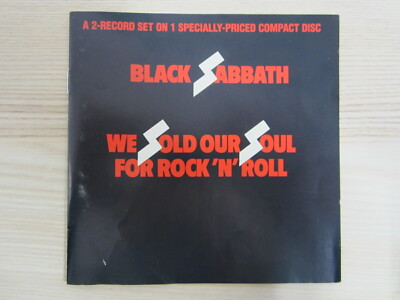 A 2-RECORD SET ON 1 SPECIALLY-PRICED COMPACT DISC
BLACK SABBATH
WE SOLD OUR SOUL
FOR ROCK 'N' ROLL